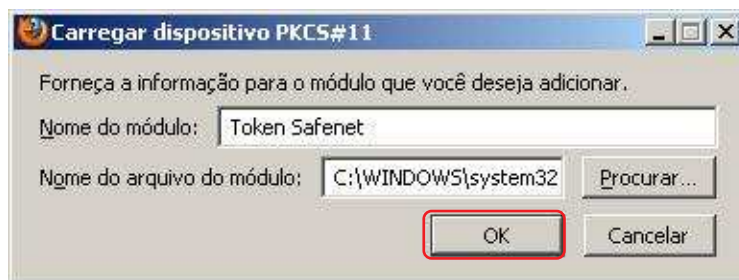 Carregar dispositivo PKCS#11
Forneça a informação para o módulo que você deseja adicionar.
Nome do módulo: Token Safenet
Nome do arquivo do módulo: C:\WINDOWS\system32 Procurar...
OK Cancelar